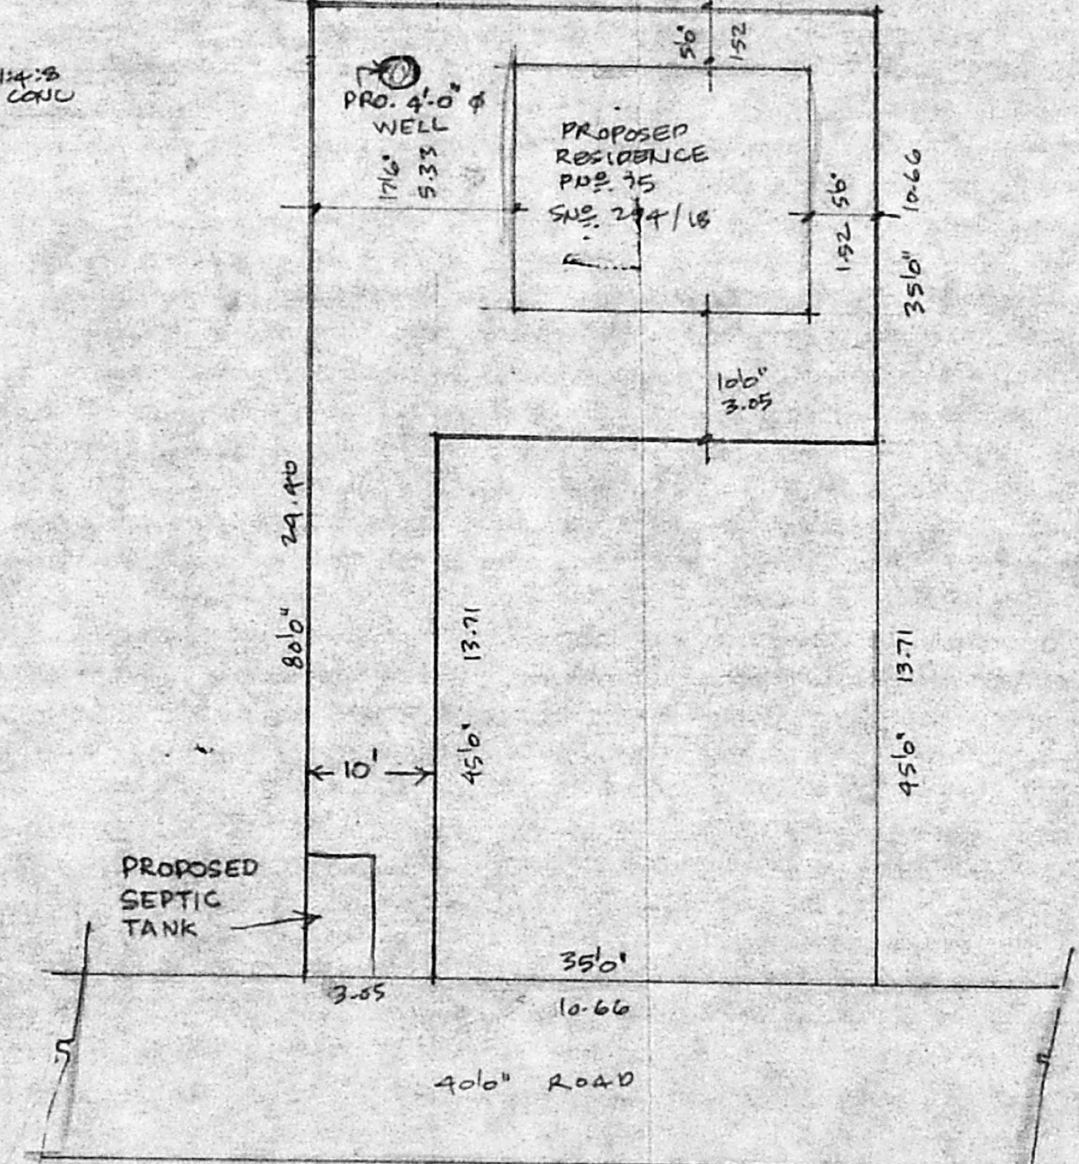 1:4:8
CONC
5'0"
1.52
PRO. 4'-0" φ
WELL
17'6"
5.33
PROPOSED
RESIDENCE
PNo. 35
SNo. 294/1B
1.52 5'0"
10.66
35'0"
10'0"
3.05
24.40
80'0"
13.71
45'0"
13.71
45'0"
10'
PROPOSED
SEPTIC
TANK
3.05
35'0"
10.66
40'0" ROAD